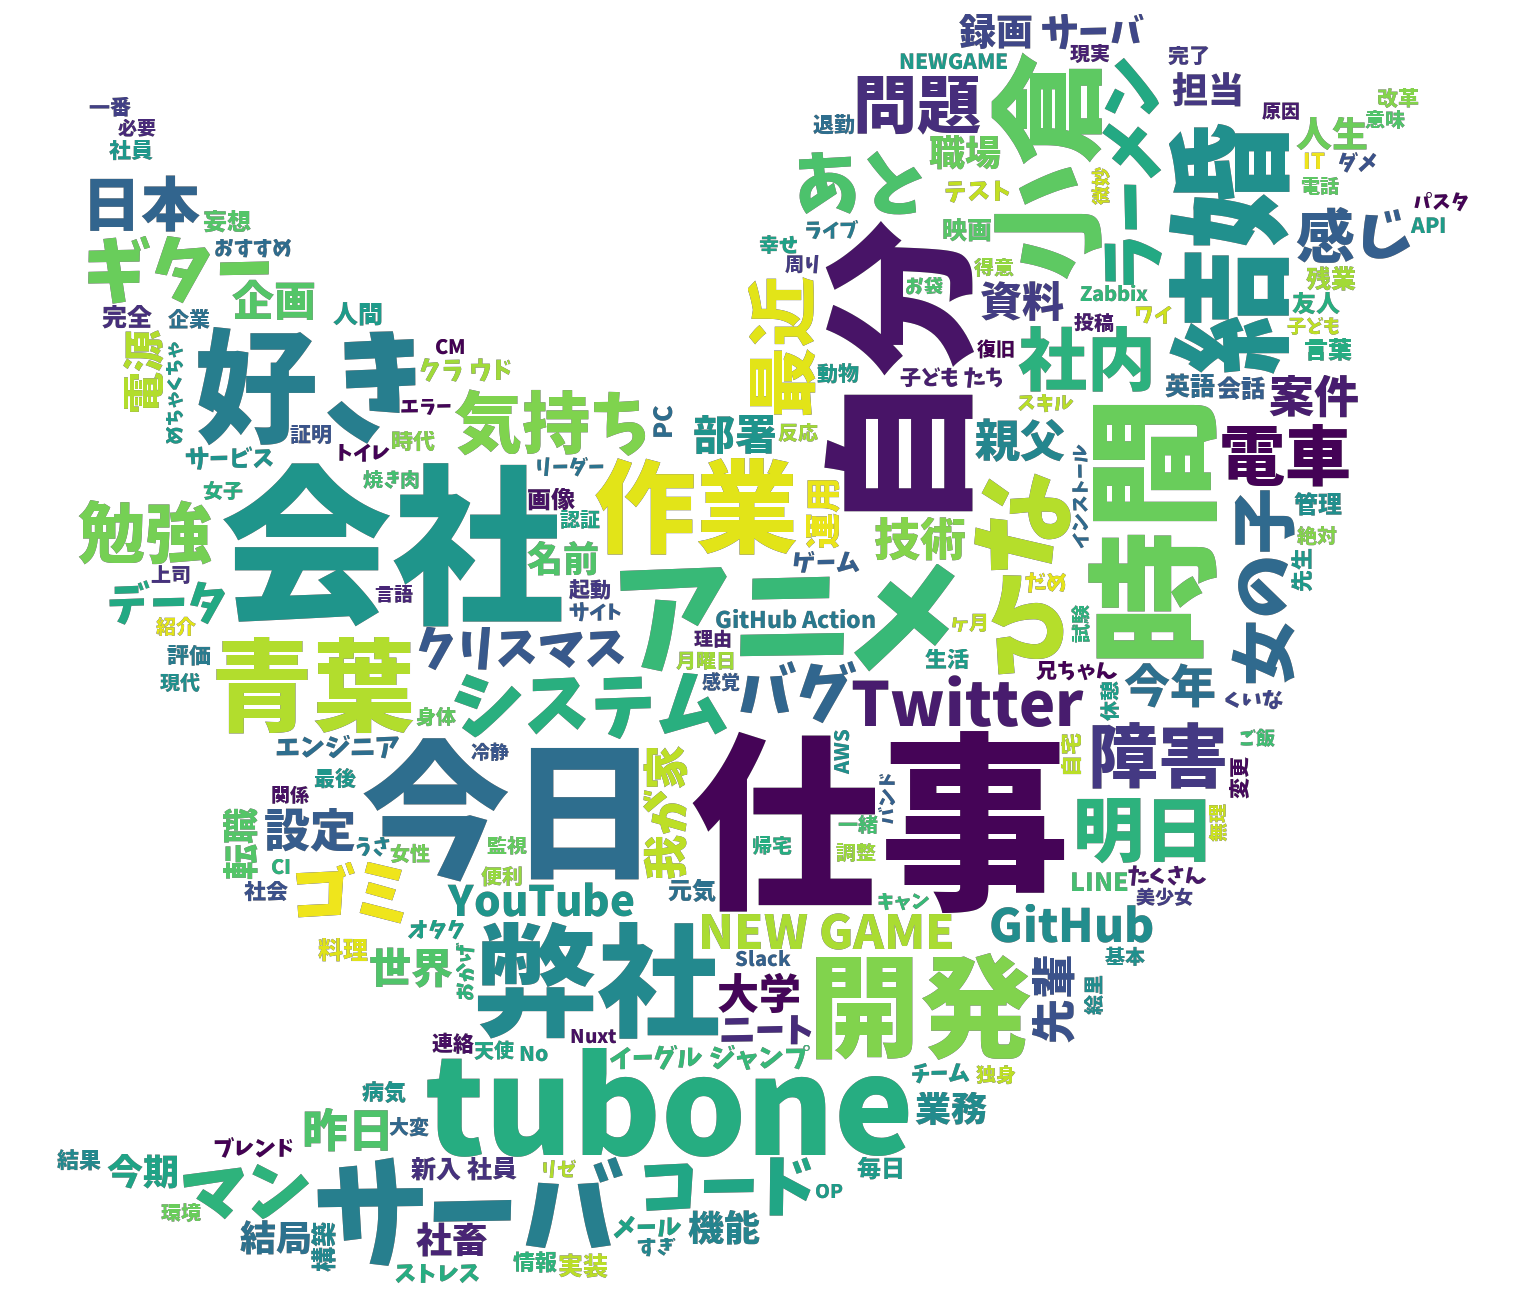 録画 サーバ
NEWGAME
現実
完了
問題
小倉
ラーメン
担当
原因
改革
意味
一番
必要
社員
退勤
職場
結婚
人生
IT
ダメ
電話
日本
妄想
あと
テスト
微妙
パスタ
API
感じ
ギター
おすすめ
ライブ
幸せ
周り
映画
得意
残業
企画
人間
完全
企業
自分
お袋
資料
Zabbix
ワイ
友人
子ども
言葉
電源
めちゃくちゃ
好き
CM
クラ ウド
最近
動物
復旧
投稿
社内
子ども たち
英語
会話
案件
エラー
気持ち
PC
部署
反応
スキル
親父
時間
電車
証明
トイレ
時代
サービス
焼き肉
リーダー
女子
会社
画像
認証
作業
運用
技術
ひな
インストール
女の子
管理
絶対
先生
勉強
上司
名前
ゲーム
データ
言語
起動
サイト
アニメ
GitHub Action
だめ
ヶ月
試験
紹介
評価
現代
青葉
クリスマス
理由
月曜日
感覚
生活
兄ちゃん
休憩
今年
くいな
システム
身体
バグ
Twitter
エンジニア
冷静
最後
今日
我が家
仕事
AWS
バンド
自宅
障害
ご飯
変更
関係
設定
うさ
転職
CI
女性
監視
便利
帰宅
一緒
調整
明日
無理
社会
ゴミ
YouTube
元気
キャン
LINE
たくさん
美少女
オタク
料理
世界
おかげ
弊社
NEW GAME
Slack
GitHub
基本
大学
ニート
開発
先輩
絵里
連絡
天使
No
Nuxt
イーグル ジャンプ
チーム
独身
病気
tubone
業務
昨日
大変
ブレンド
結果
今期
マン
サーバ
新入 社員
リゼ
コード
毎日
OP
環境
結局
構築
社畜
メール
すぎ
機能
ストレス
情報
実装